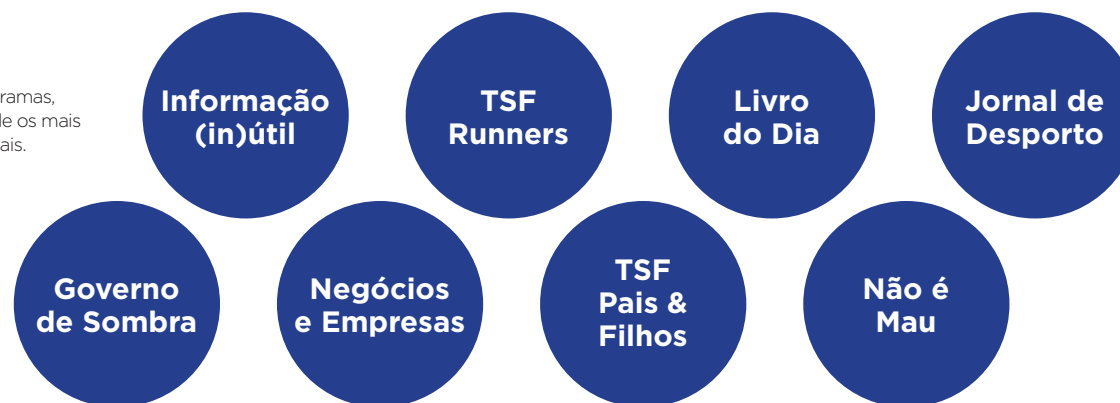 ramas,
le os mais
ais.
Informação
(in)útil
TSF
Runners
Livro
do Dia
Jornal de
Desporto
Governo
de Sombra
Negócios
e Empresas
TSF
Pais &
Filhos
Não é
Mau